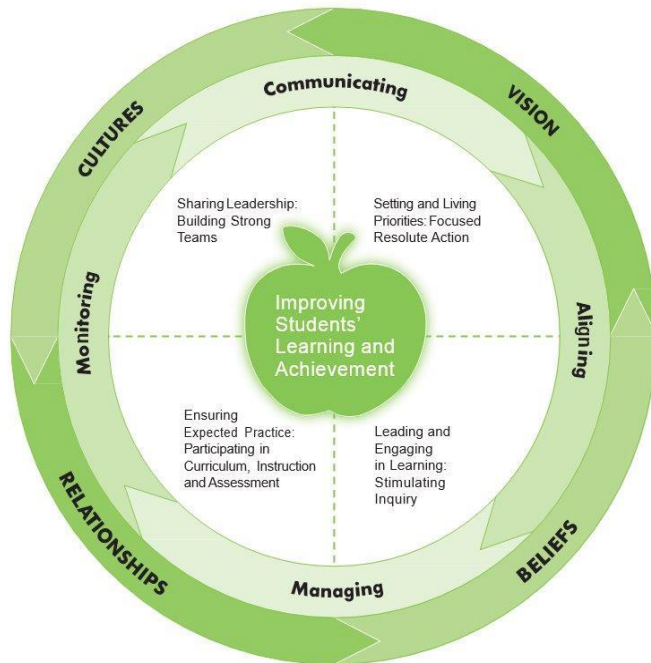 Communicating
CULTURES
VISION
Sharing Leadership:
Building Strong
Teams
Setting and Living
Priorities: Focused
Resolute Action
Monitoring
Improving
Students’
Learning and
Achievement
Aligning
Ensuring
Expected Practice:
Participating in
Curriculum, Instruction
and Assessment
Leading and
Engaging
in Learning:
Stimulating
Inquiry
RELATIONSHIPS
BELIEFS
Managing